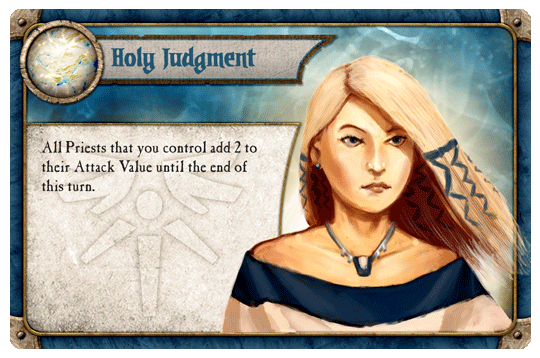 Holy Judgment
All Priests that you control add 2 to
their Attack Value until the end of
this turn.